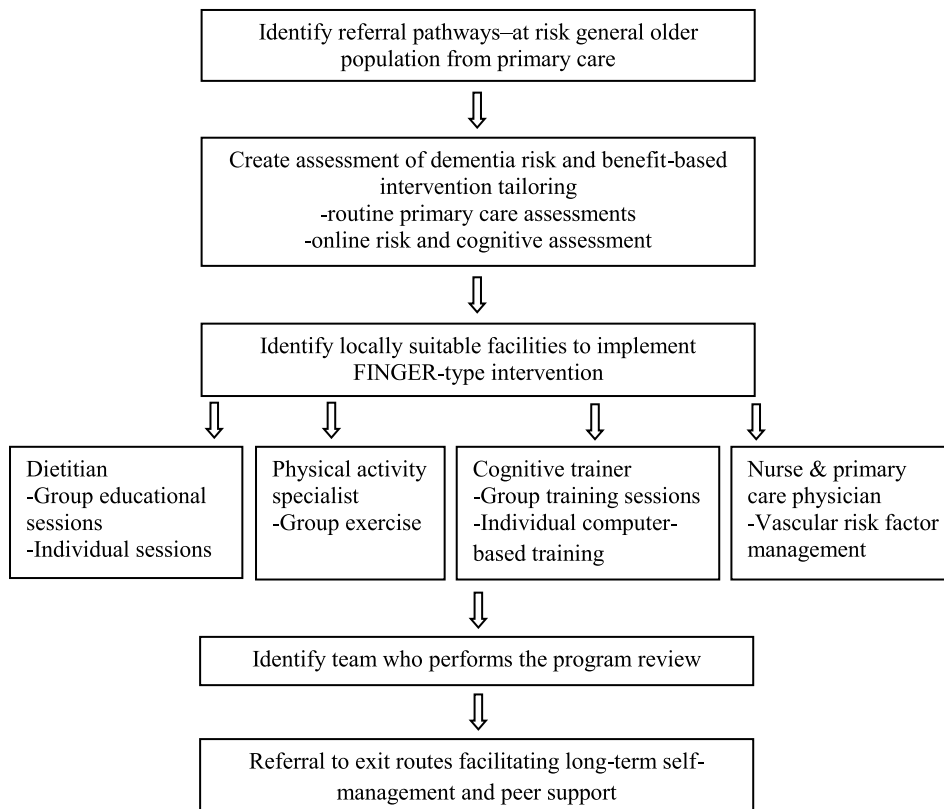 Identify referral pathways–at risk general older
population from primary care
Create assessment of dementia risk and benefit-based
intervention tailoring
-routine primary care assessments
-online risk and cognitive assessment
Identify locally suitable facilities to implement
FINGER-type intervention
Dietitian
-Group educational
sessions
-Individual sessions
Physical activity
specialist
-Group exercise
Cognitive trainer
-Group training sessions
-Individual computer-
based training
Nurse & primary
care physician
-Vascular risk factor
management
Identify team who performs the program review
Referral to exit routes facilitating long-term self-
management and peer support